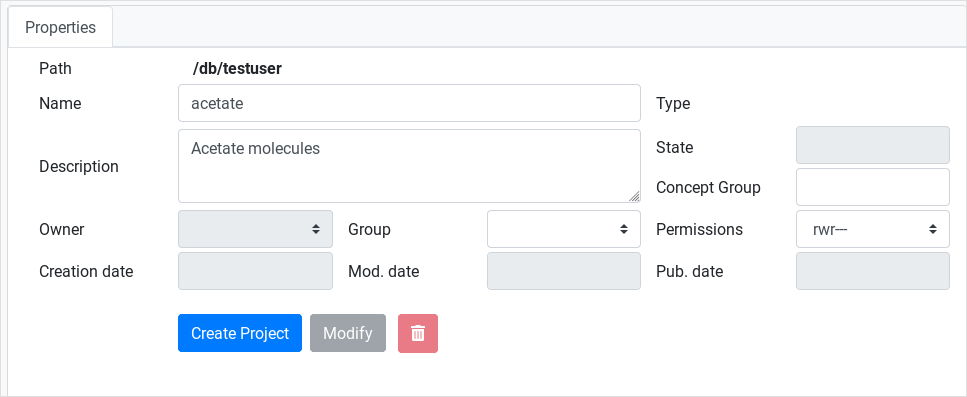 Properties
Path /db/testuser
Name acetate Type
Description Acetate molecules State
Concept Group
Owner Group Permissions rwr---
Creation date Mod. date Pub. date
Create Project Modify